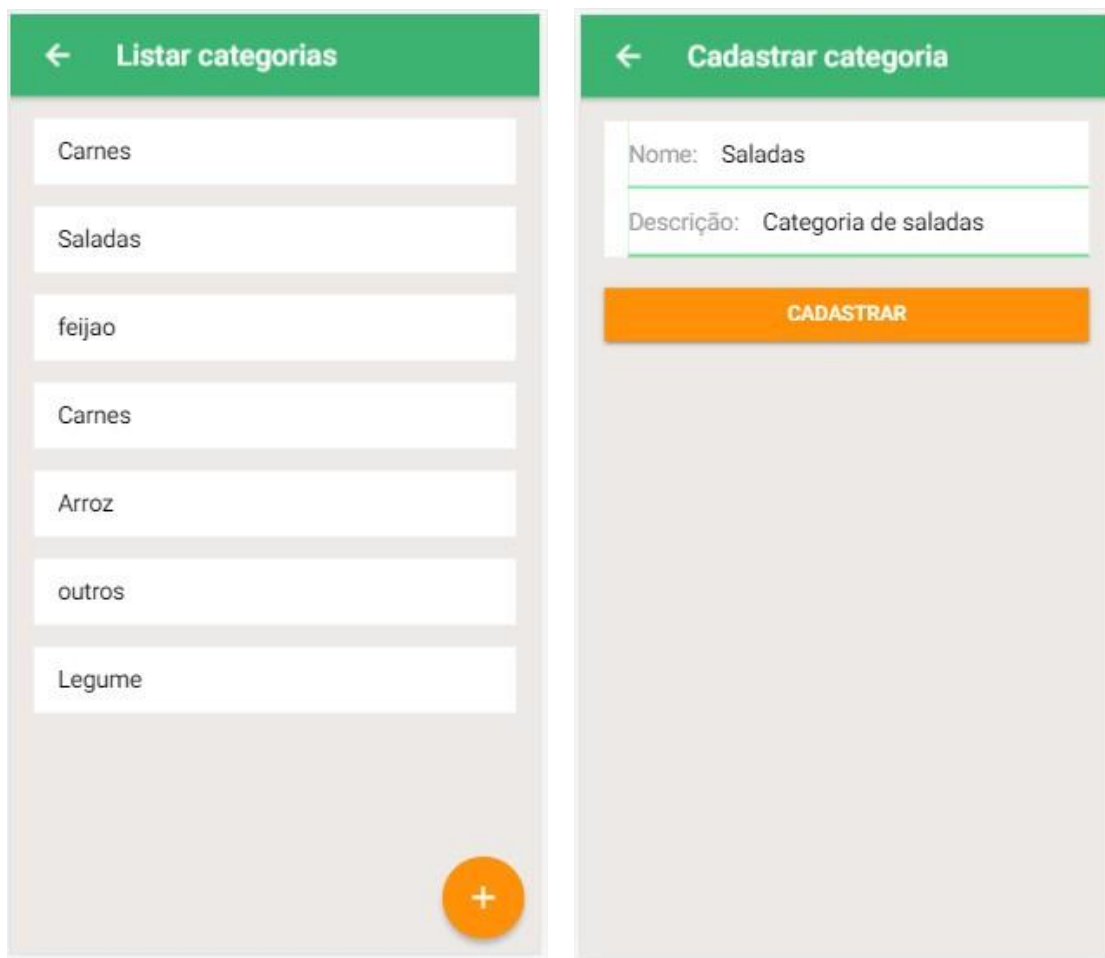 Listar categorias
Carnes
Saladas
feijao
Carnes
Arroz
outros
Legume
+
Cadastrar categoria
Nome: Saladas
Descrição: Categoria de saladas
CADASTRAR